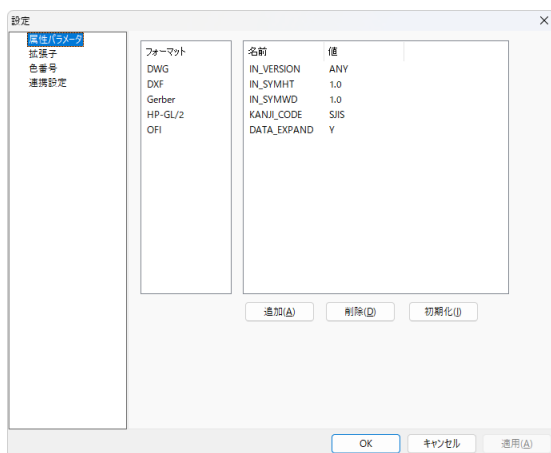 設定
属性パラメータ
拡張子
色番号
連携設定
フォーマット
DWG
DXF
Gerber
HP-GL/2
OFI
名前 値
IN_VERSION ANY
IN_SYMHT 1.0
IN_SYMWD 1.0
KANJI_CODE SJIS
DATA_EXPAND Y
追加(A) 削除(D) 初期化(I)
OK キャンセル 適用(A)